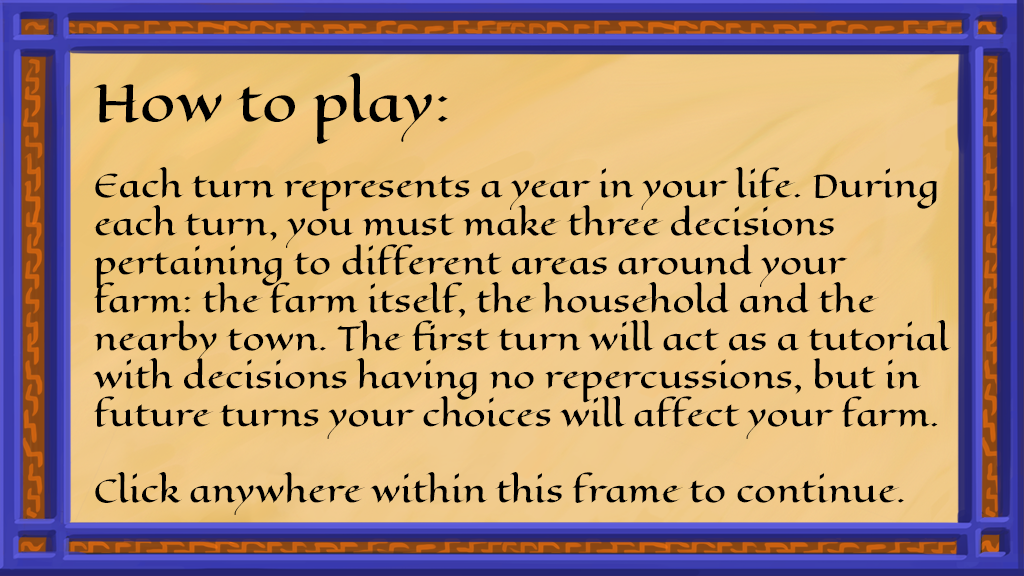 How to play:
Each turn represents a year in your life. During
each turn, you must make three decisions
pertaining to different areas around your
farm: the farm itself, the household and the
nearby town. The first turn will act as a tutorial
with decisions having no repercussions, but in
future turns your choices will affect your farm.
Click anywhere within this frame to continue.